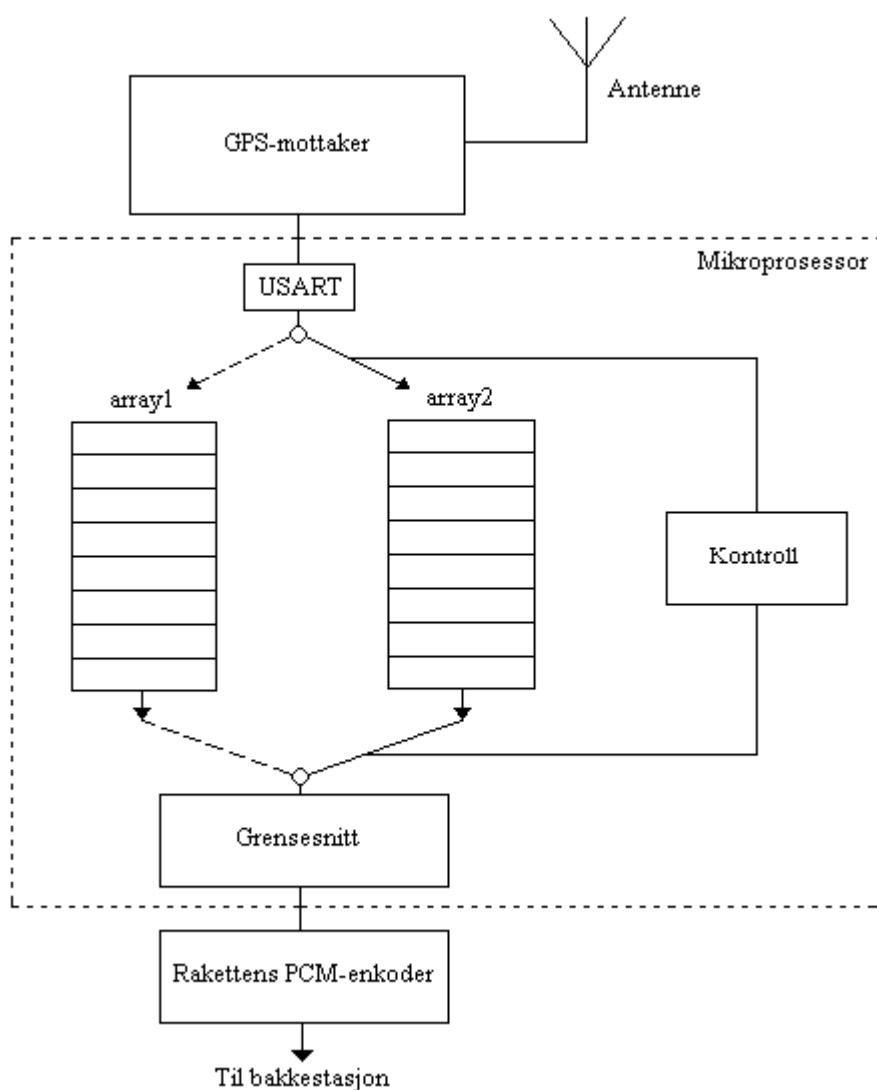 Antenne
GPS-mottaker
Mikroprosessor
USART
array1
array2
Kontroll
Grensesnitt
Rakettens PCM-enkoder
Til bakkestasjon